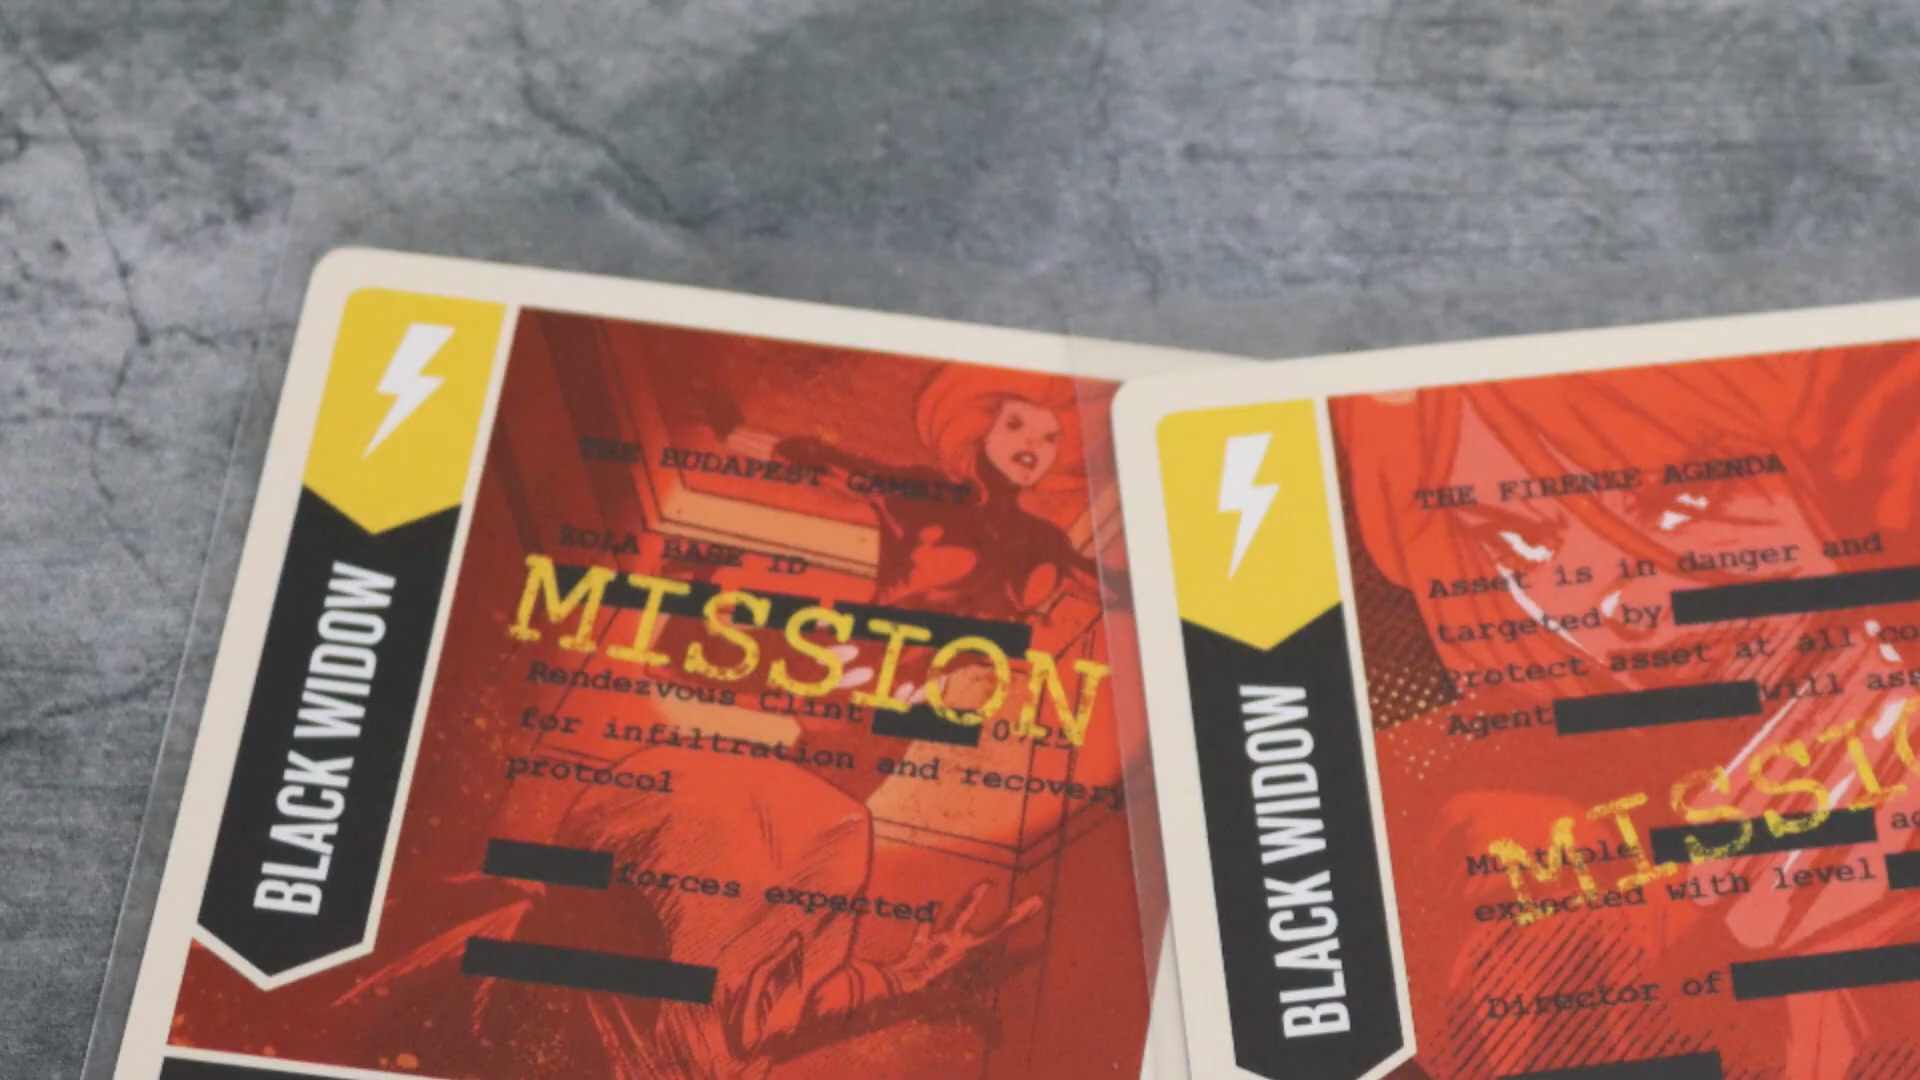 BLACK WIDOW
THE BUDAPEST GAMBIT
ZOLA BASE ID
MISSION
Rendezvous Clint
for infiltration and recovery
protocol
forces expected
BLACK WIDOW
THE FIRENZE AGENDA
Asset is in danger and
targeted by
Protect asset at all
Agent will
MISSIO
Multiple
expected with level
Director of